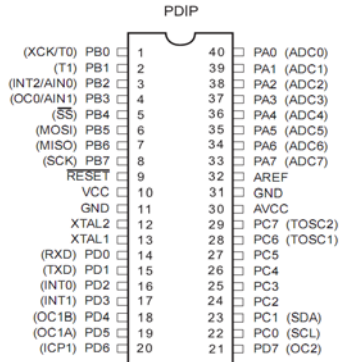 PDIP
(XCK/T0) PB0 1 40 PA0 (ADC0)
(T1) PB1 2 39 PA1 (ADC1)
(INT2/AIN0) PB2 3 38 PA2 (ADC2)
(OC0/AIN1) PB3 4 37 PA3 (ADC3)
(SS) PB4 5 36 PA4 (ADC4)
(MOSI) PB5 6 35 PA5 (ADC5)
(MISO) PB6 7 34 PA6 (ADC6)
(SCK) PB7 8 33 PA7 (ADC7)
RESET 9 32 AREF
VCC 10 31 GND
GND 11 30 AVCC
XTAL2 12 29 PC7 (TOSC2)
XTAL1 13 28 PC6 (TOSC1)
(RXD) PD0 14 27 PC5
(TXD) PD1 15 26 PC4
(INT0) PD2 16 25 PC3
(INT1) PD3 17 24 PC2
(OC1B) PD4 18 23 PC1 (SDA)
(OC1A) PD5 19 22 PC0 (SCL)
(ICP1) PD6 20 21 PD7 (OC2)